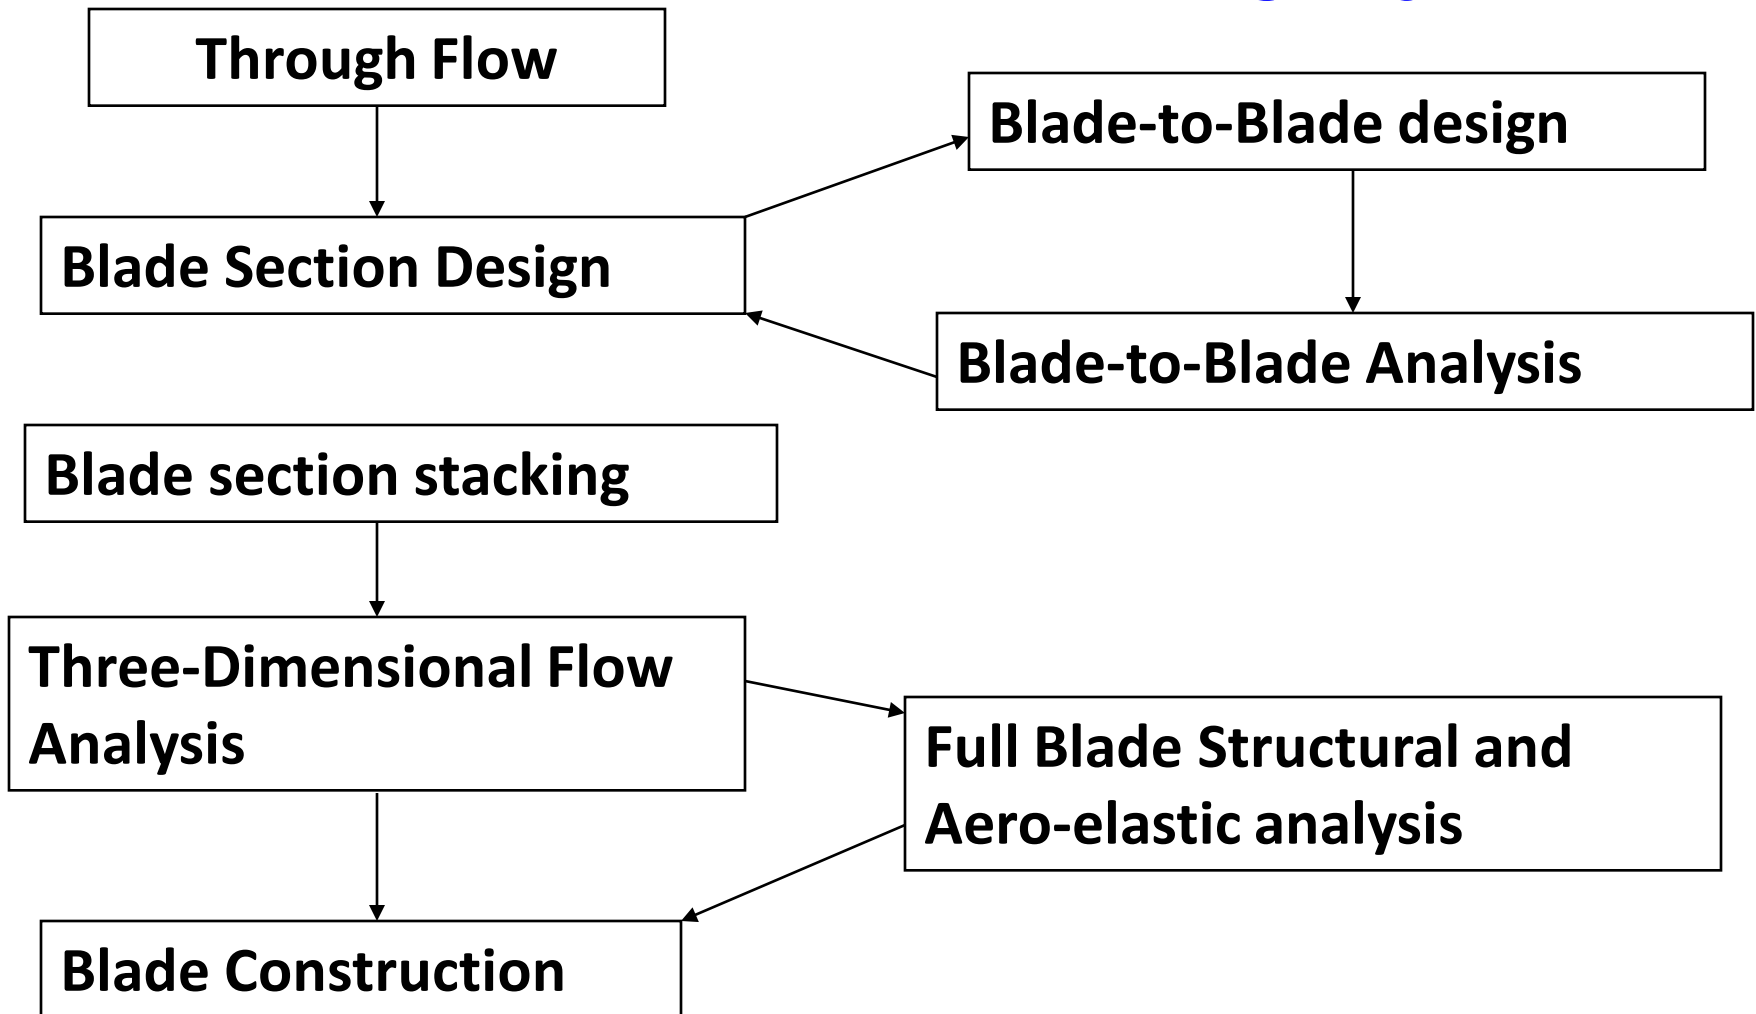 Through Flow
Blade-to-Blade design
Blade Section Design
Blade-to-Blade Analysis
Blade section stacking
Three-Dimensional Flow
Analysis
Full Blade Structural and
Aero-elastic analysis
Blade Construction